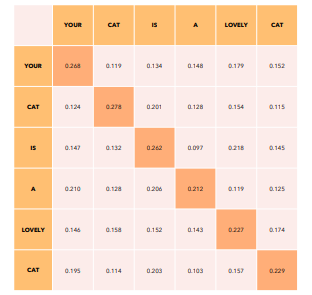 YOUR CAT IS A LOVELY CAT
YOUR 0.268 0.119 0.134 0.148 0.179 0.152
CAT 0.124 0.278 0.201 0.128 0.154 0.115
IS 0.147 0.132 0.262 0.097 0.218 0.145
A 0.210 0.128 0.206 0.212 0.119 0.125
LOVELY 0.146 0.158 0.152 0.143 0.227 0.174
CAT 0.195 0.114 0.203 0.103 0.157 0.229